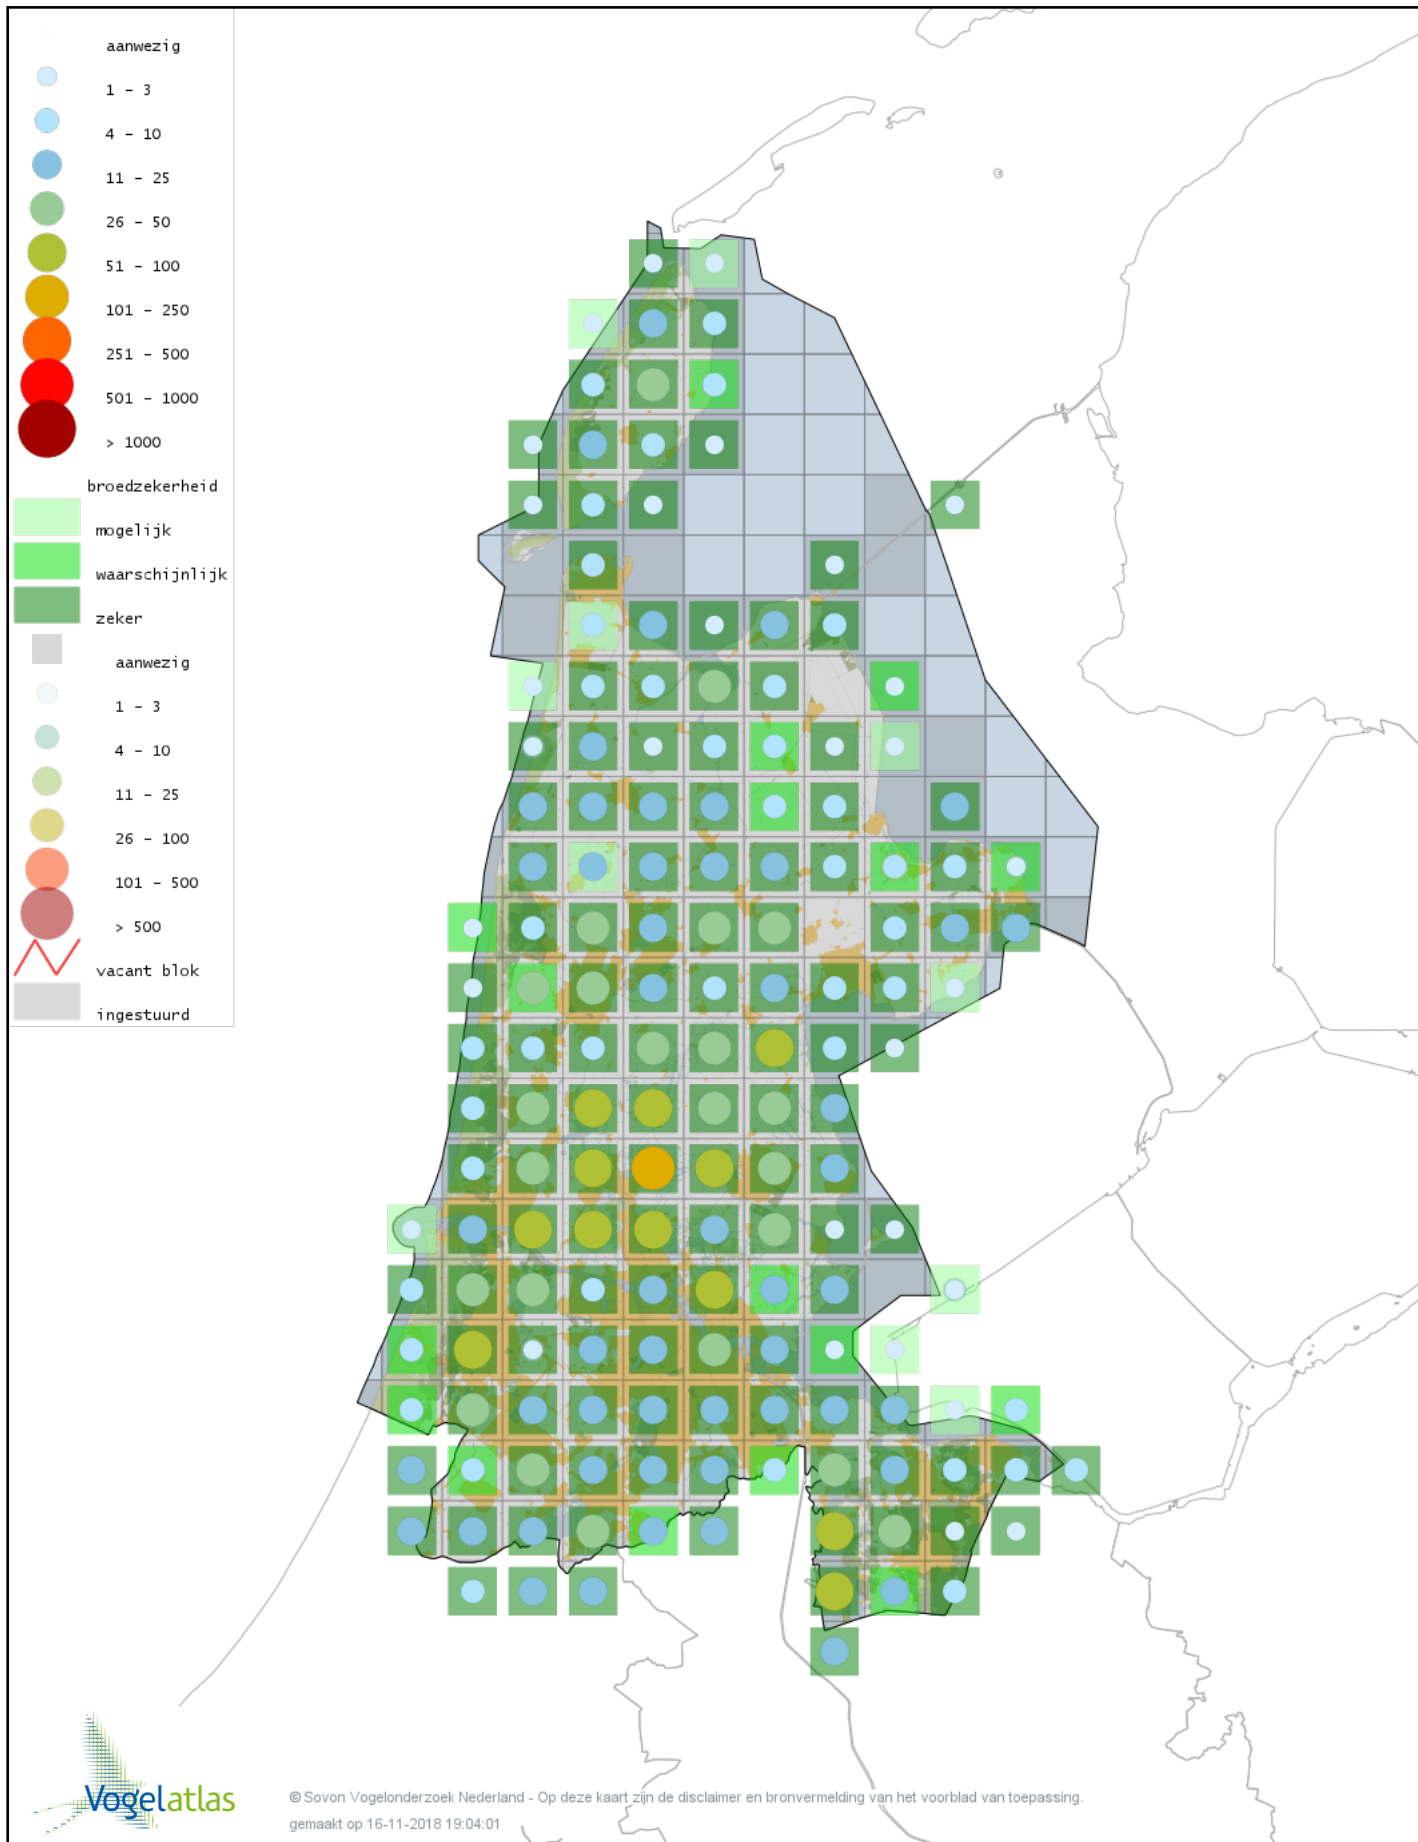 aanwezig
1 - 3
4 - 10
11 - 25
26 - 50
51 - 100
101 - 250
251 - 500
501 - 1000
> 1000
broedzekerheid
mogelijk
waarschijnlijk
zeker
aanwezig
1 - 3
4 - 10
11 - 25
26 - 100
101 - 500
> 500
vacant blok
ingestuurd
Vogelatlas
© Sovon Vogelonderzoek Nederland - Op deze kaart zijn de disclaimer en bronvermelding van het voorblad van toepassing.
gemaakt op 16-11-2018 19:04:01